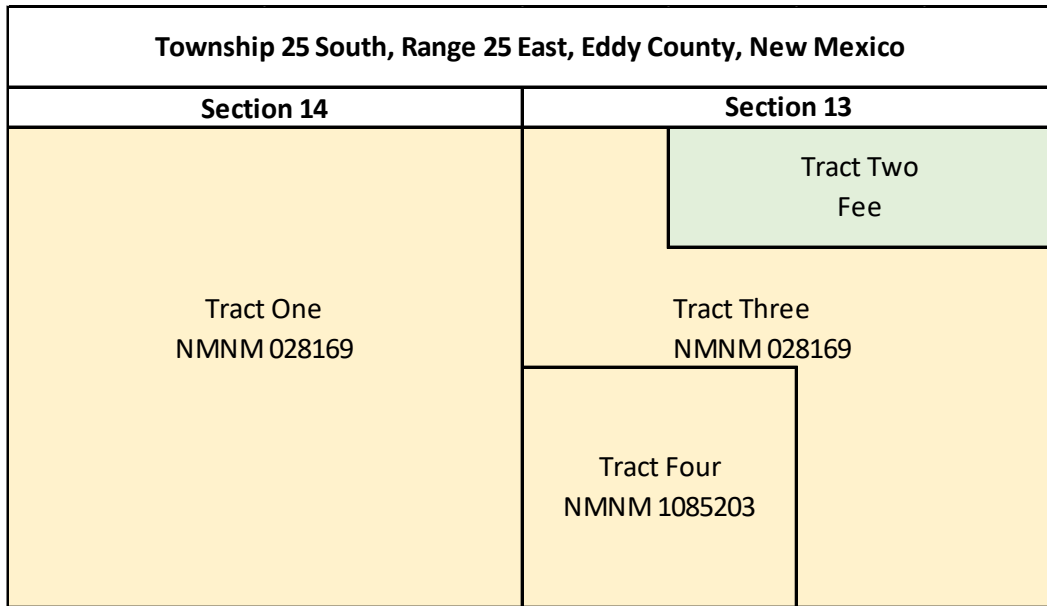 Township 25 South, Range 25 East, Eddy County, New Mexico
Section 14
Section 13
Tract Two
Fee
Tract One
NMNM 028169
Tract Three
NMNM 028169
Tract Four
NMNM 1085203